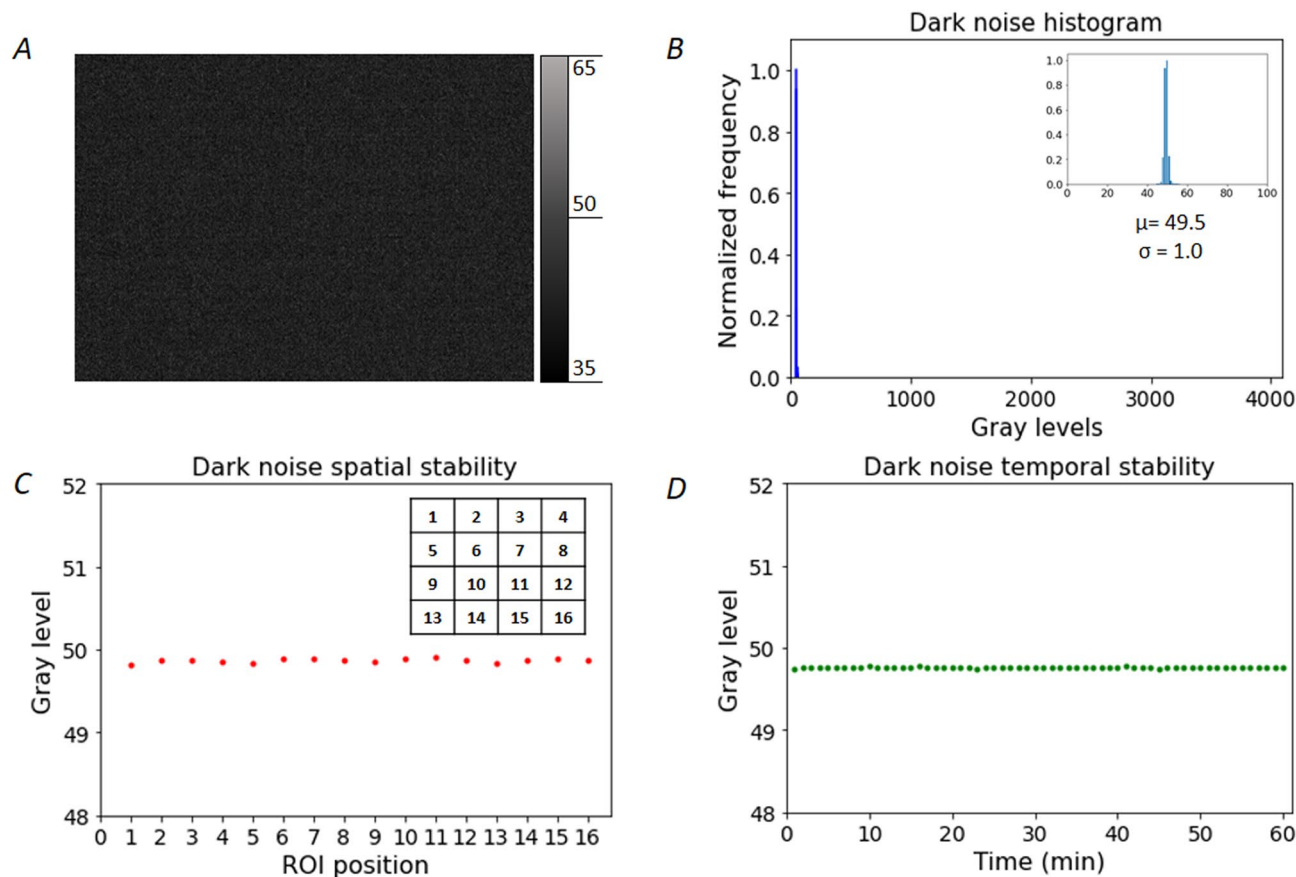 A
65
50
35
B
Dark noise histogram
Normalized frequency
1.0
0.8
0.6
0.4
0.2
0.0
0 1000 2000 3000 4000
Gray levels
1.0
0.8
0.6
0.4
0.2
0.0
0 20 40 60 80 100
μ= 49.5
σ = 1.0
C
Dark noise spatial stability
Gray level
52
51
50
49
48
1 2 3 4
5 6 7 8
9 10 11 12
13 14 15 16
0 1 2 3 4 5 6 7 8 9 10 11 12 13 14 15 16
ROI position
D
Dark noise temporal stability
Gray level
52
51
50
49
48
0 10 20 30 40 50 60
Time (min)